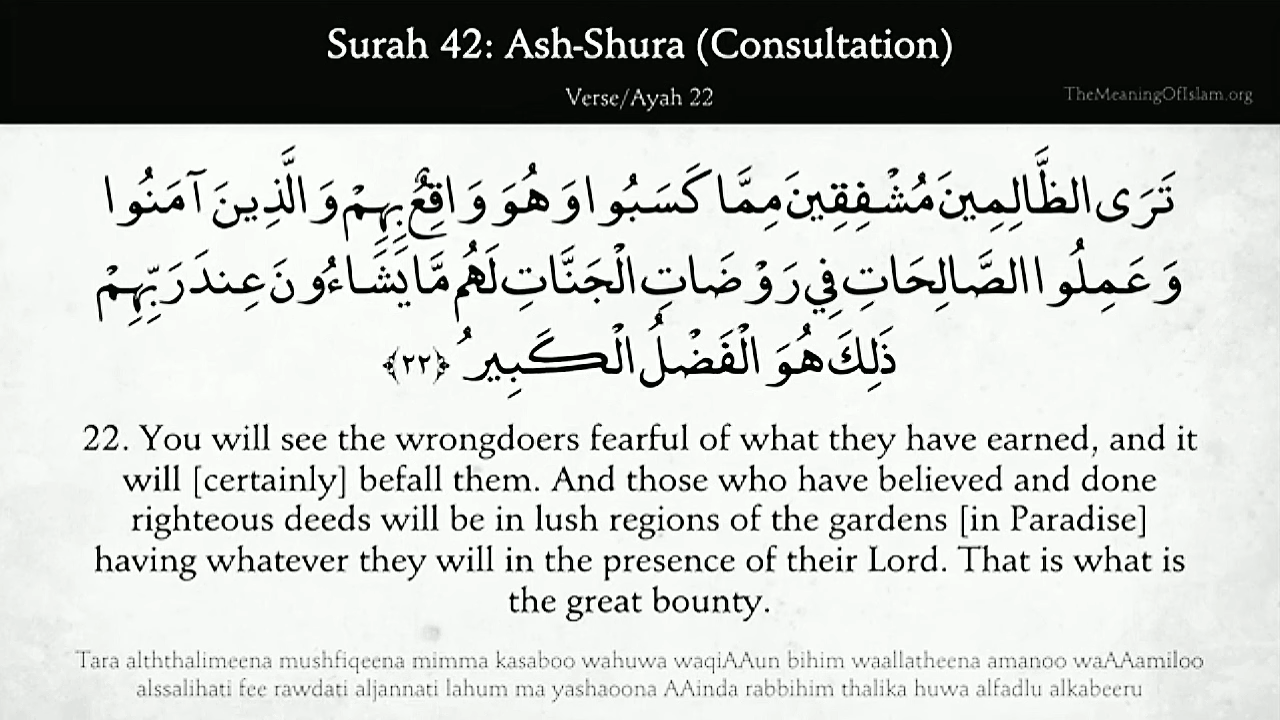 Surah 42: Ash-Shura (Consultation)
Verse/Ayah 22
TheMeaningOfIslam.org
تَرَى الظَّالِمِينَ مُشْفِقِينَ مِمَّا كَسَبُوا وَهُوَ وَاقِعٌ بِهِمْ وَالَّذِينَ آمَنُوا
وَعَمِلُوا الصَّالِحَاتِ فِي رَوْضَاتِ الْجَنَّاتِ لَهُم مَّا يَشَاءُونَ عِندَ رَبِّهِمْ
ذَلِكَ هُوَ الْفَضْلُ الْكَبِيرُ ﴿٢٢﴾
22. You will see the wrongdoers fearful of what they have earned, and it
will [certainly] befall them. And those who have believed and done
righteous deeds will be in lush regions of the gardens [in Paradise]
having whatever they will in the presence of their Lord. That is what is
the great bounty.
Tara alththalimeena mushfiqeena mimma kasaboo wahuwa waqiAAun bihim waallatheena amanoo waAAamiloo
alssalihati fee rawdati aljannati lahum ma yashaoona AAinda rabbihim thalika huwa alfadlu alkabeeru